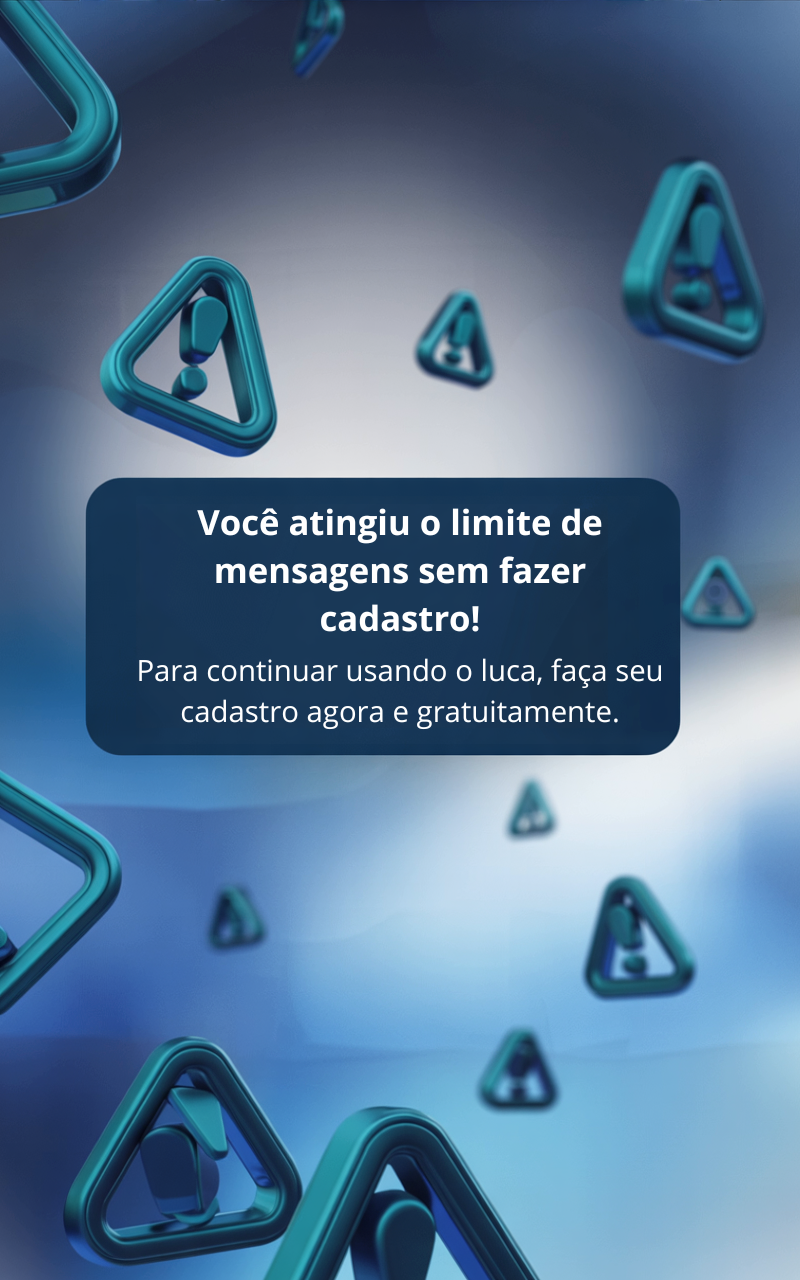 Você atingiu o limite de
mensagens sem fazer
cadastro!
Para continuar usando o luca, faça seu
cadastro agora e gratuitamente.